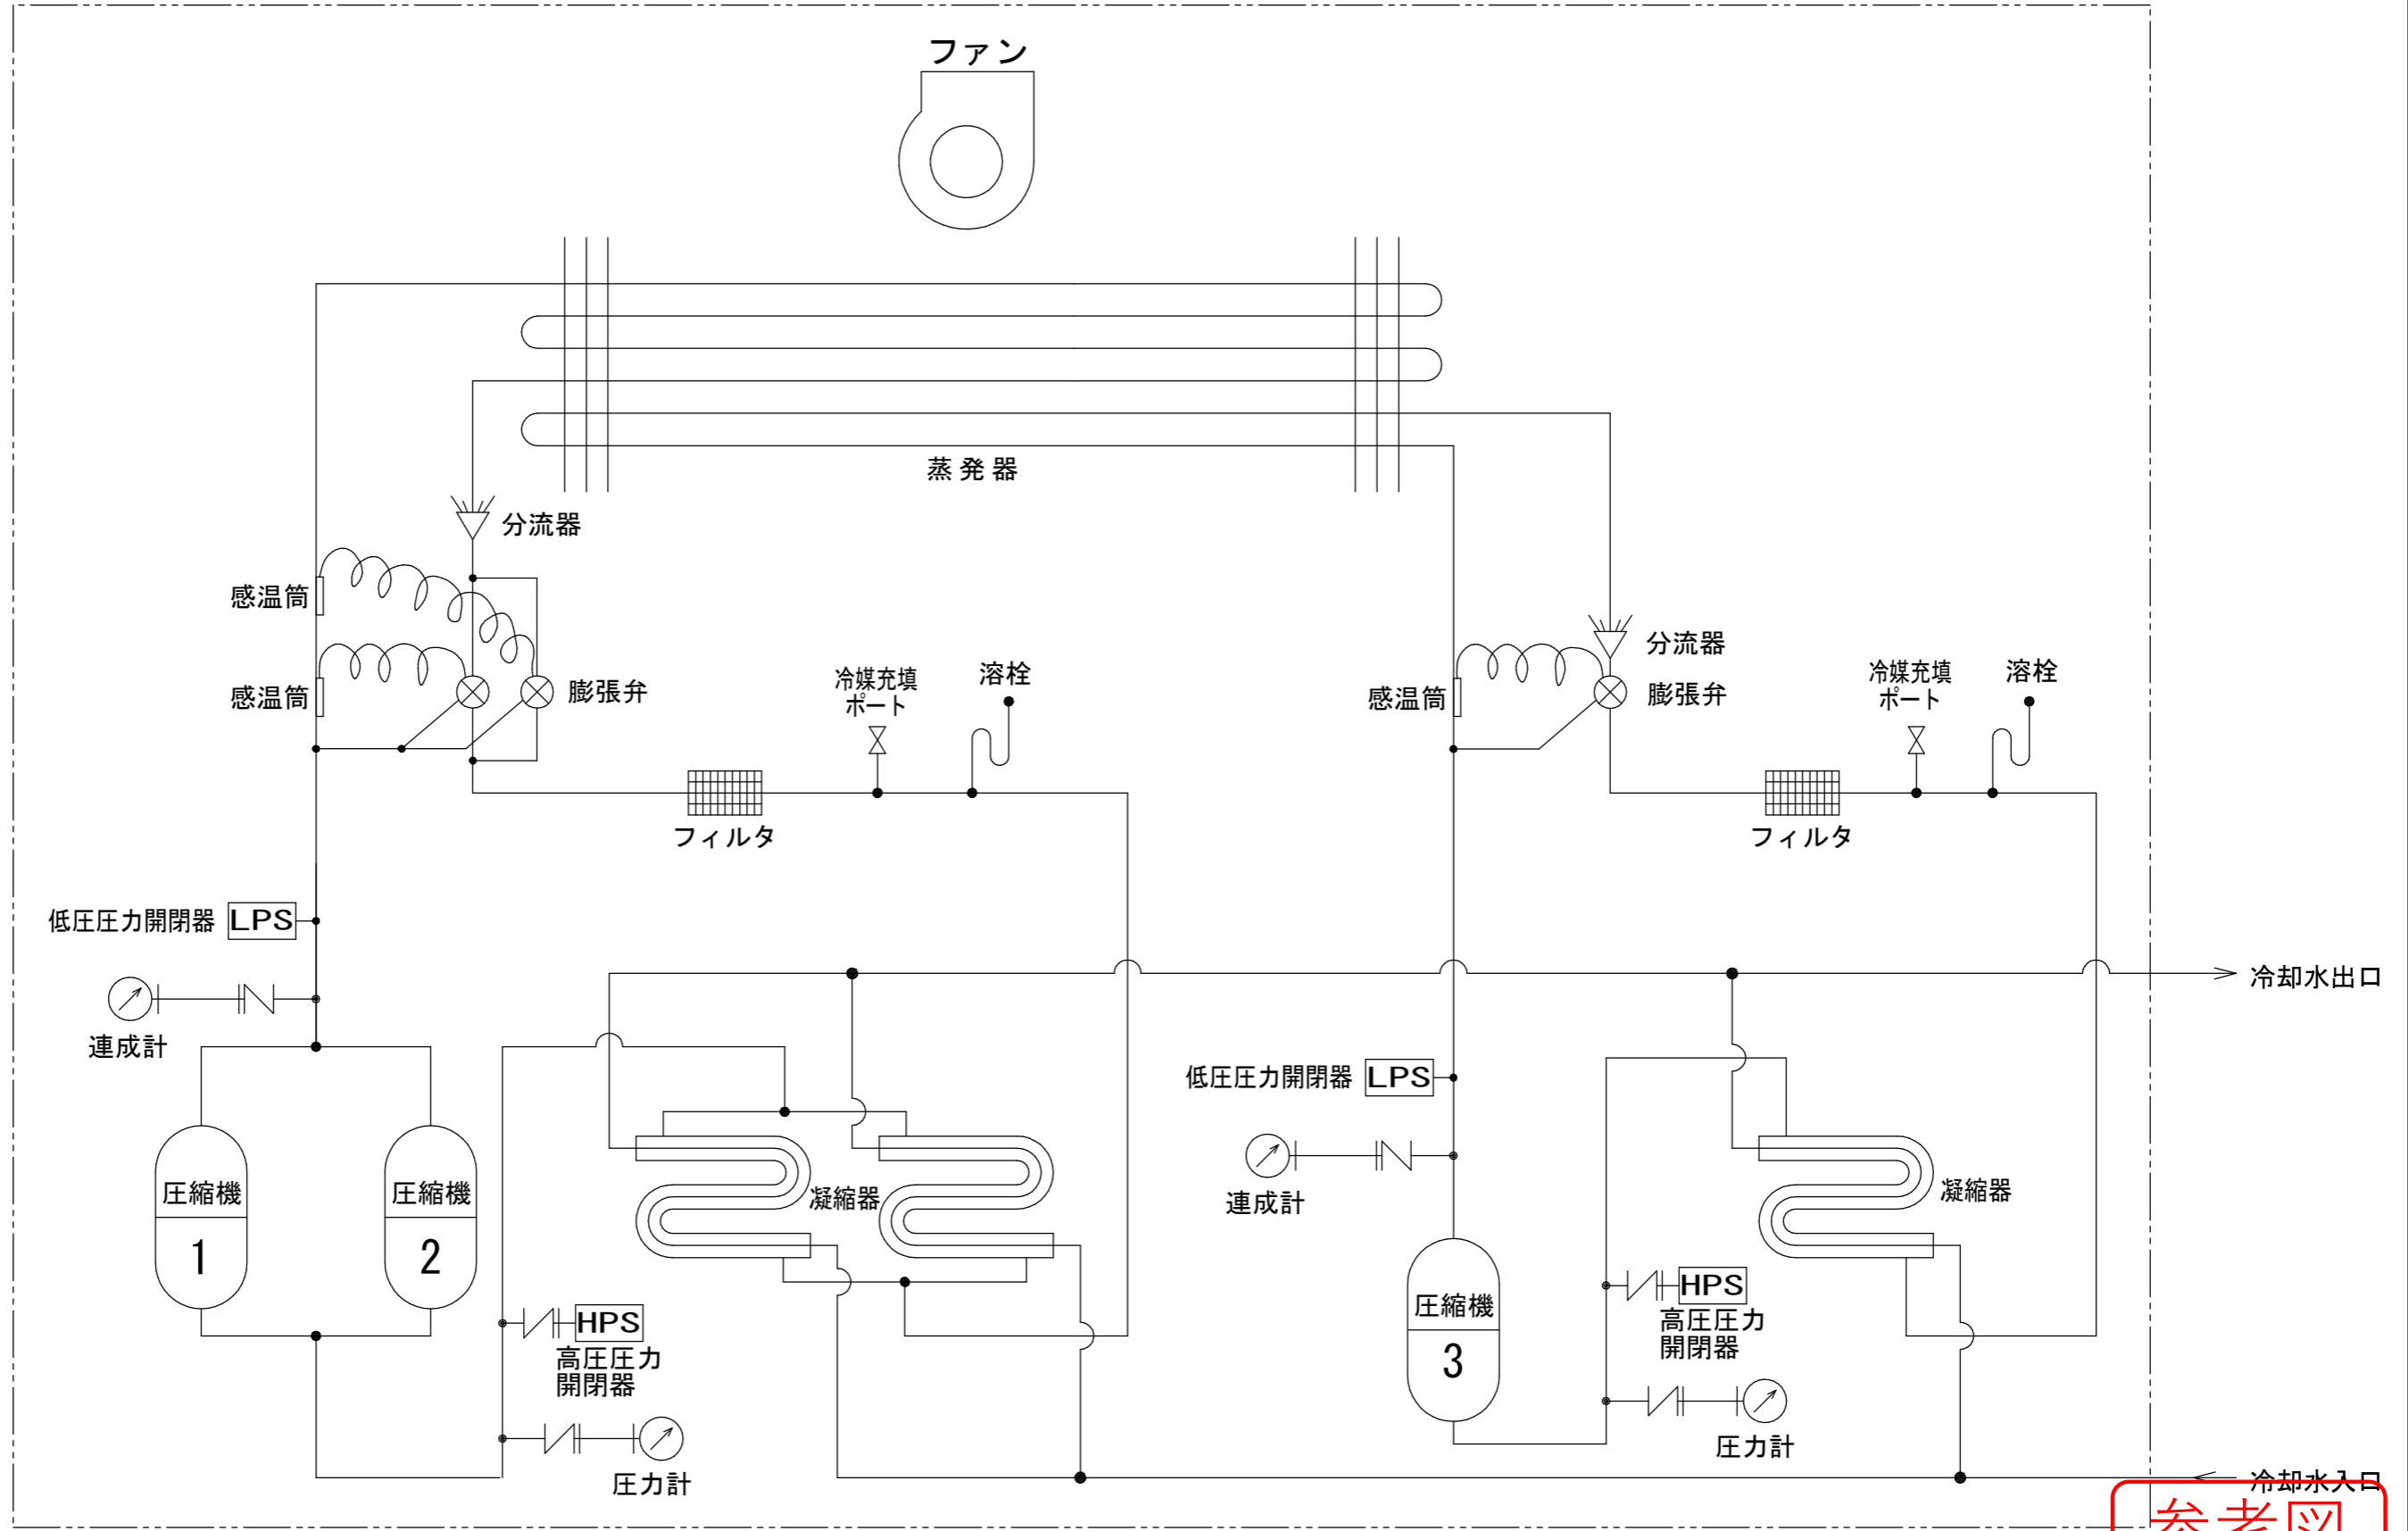 ファン
蒸発器
分流器
感温筒
感温筒
膨張弁
冷媒充填
ポート
溶栓
フィルタ
分流器
感温筒
膨張弁
冷媒充填
ポート
溶栓
フィルタ
低圧圧力開閉器 LPS
連成計
冷却水出口
低圧圧力開閉器 LPS
連成計
圧縮機
1
圧縮機
2
凝縮器
凝縮器
圧縮機
3
HPS
高圧圧力
開閉器
圧力計
HPS
高圧圧力
開閉器
圧力計
冷却水入口
参考図